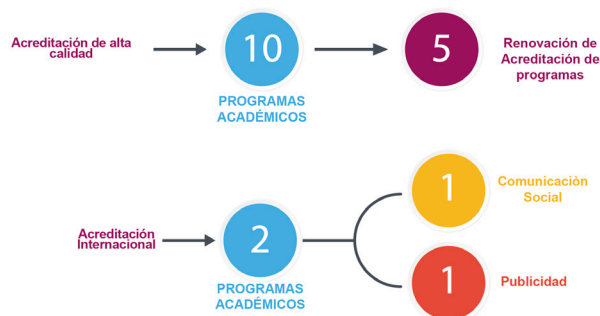 Acreditación de alta
calidad
10
PROGRAMAS
ACADÉMICOS
5
Renovación de
Acreditación de
programas
Acreditación
Internacional
2
PROGRAMAS
ACADÉMICOS
1
Comunicaciòn
Social
1
Publicidad